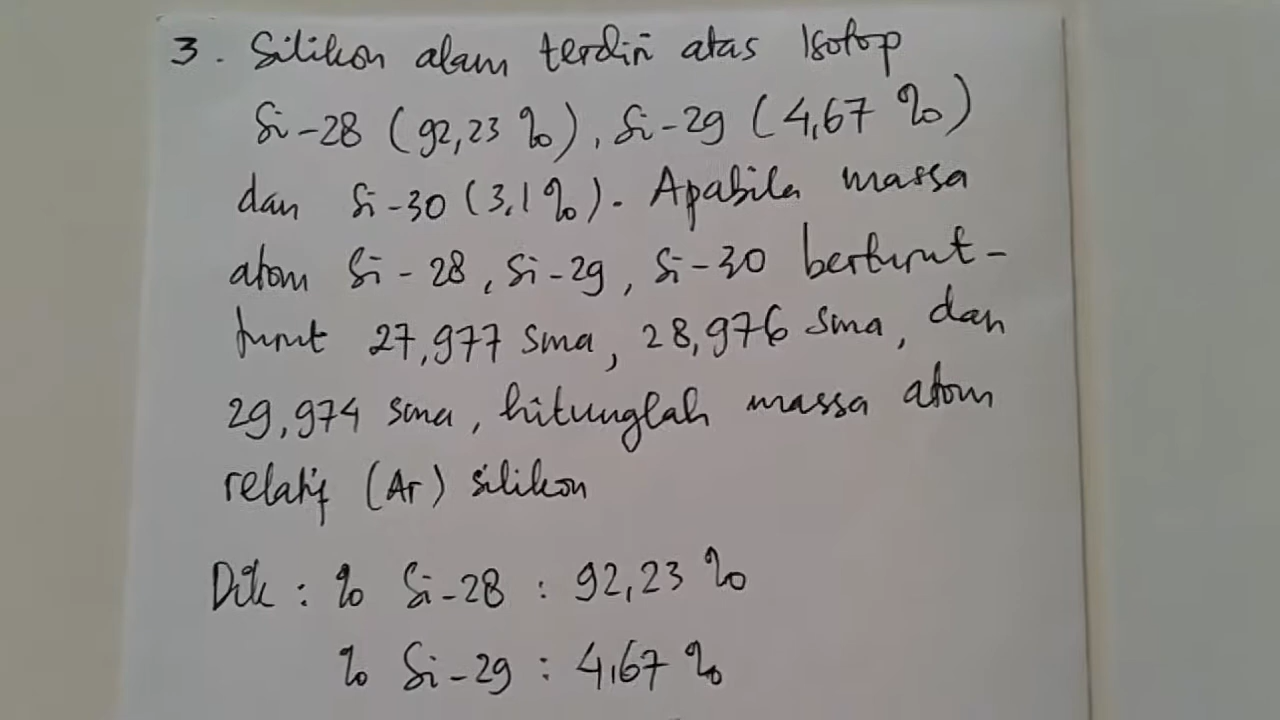 3. Silikon alam terdiri atas Isotop
Si-28 (92,23 %), Si-29 (4,67 %)
dan Si-30 (3,1%). Apabila massa
atom Si-28, Si-29, Si-30 berturut-
turut 27,977 sma, 28,976 sma, dan
29,974 sma, hitunglah massa atom
relatif (Ar) silikon
Dik : % Si-28 : 92,23 %
% Si-29 : 4,67 %